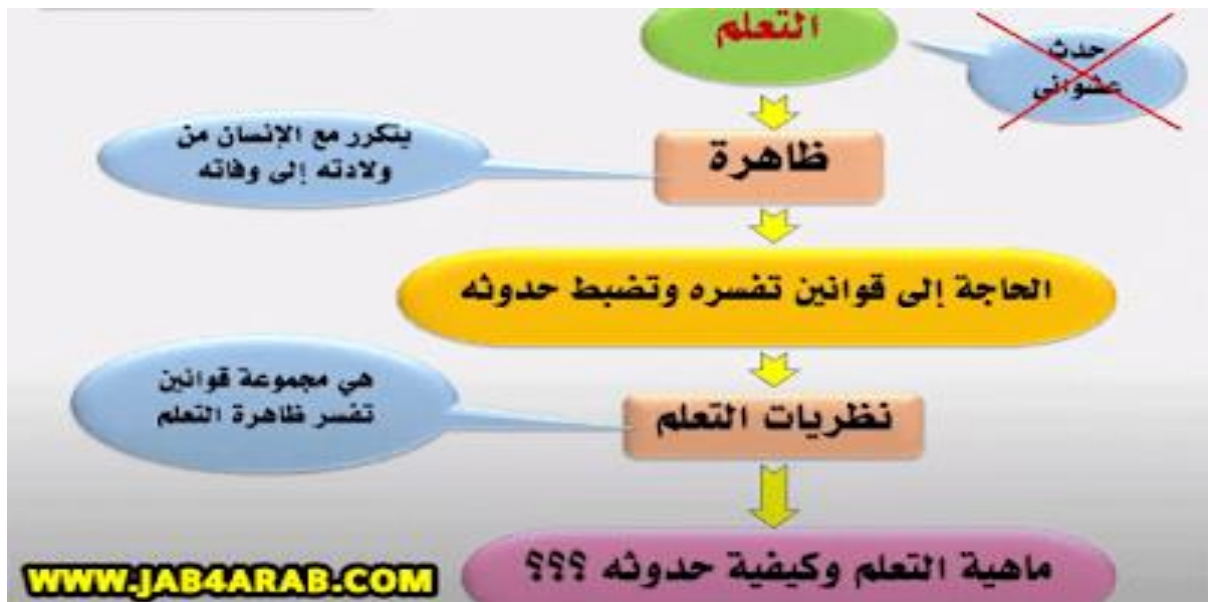 التعلم
حدث
عشوائي
ظاهرة
يتكرر مع الإنسان من
ولادته إلى وفاته
الحاجة إلى قوانين تفسره وتضبط حدوثه
نظريات التعلم
هي مجموعة قوانين
تفسر ظاهرة التعلم
ماهية التعلم وكيفية حدوثه ؟؟؟
WWW.JAB4ARAB.COM